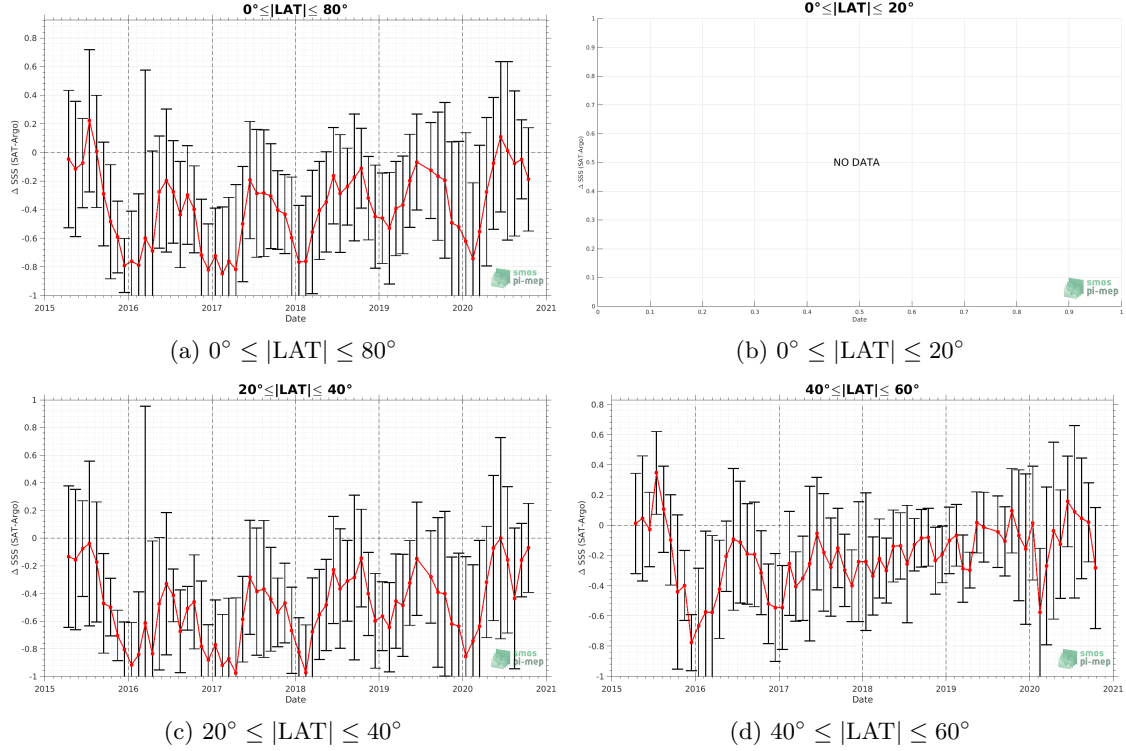 0°≤|LAT|≤ 80°
0.8
0.6
0.4
0.2
0
-0.2
-0.4
-0.6
-0.8
-1
Δ SSS (SAT-Argo)
2015 2016 2017 2018 2019 2020 2021
Date
smos
pi-mep
(a) 0° ≤ |LAT| ≤ 80°
0°≤|LAT|≤ 20°
1
0.9
0.8
0.7
0.6
0.5
0.4
0.3
0.2
0.1
0
Δ SSS (SAT-Argo)
NO DATA
0 0.1 0.2 0.3 0.4 0.5 0.6 0.7 0.8 0.9 1
Date
smos
pi-mep
(b) 0° ≤ |LAT| ≤ 20°
20°≤|LAT|≤ 40°
1
0.8
0.6
0.4
0.2
0
-0.2
-0.4
-0.6
-0.8
-1
Δ SSS (SAT-Argo)
2015 2016 2017 2018 2019 2020 2021
Date
smos
pi-mep
(c) 20° ≤ |LAT| ≤ 40°
40°≤|LAT|≤ 60°
0.8
0.6
0.4
0.2
0
-0.2
-0.4
-0.6
-0.8
-1
Δ SSS (SAT-Argo)
2015 2016 2017 2018 2019 2020 2021
Date
smos
pi-mep
(d) 40° ≤ |LAT| ≤ 60°